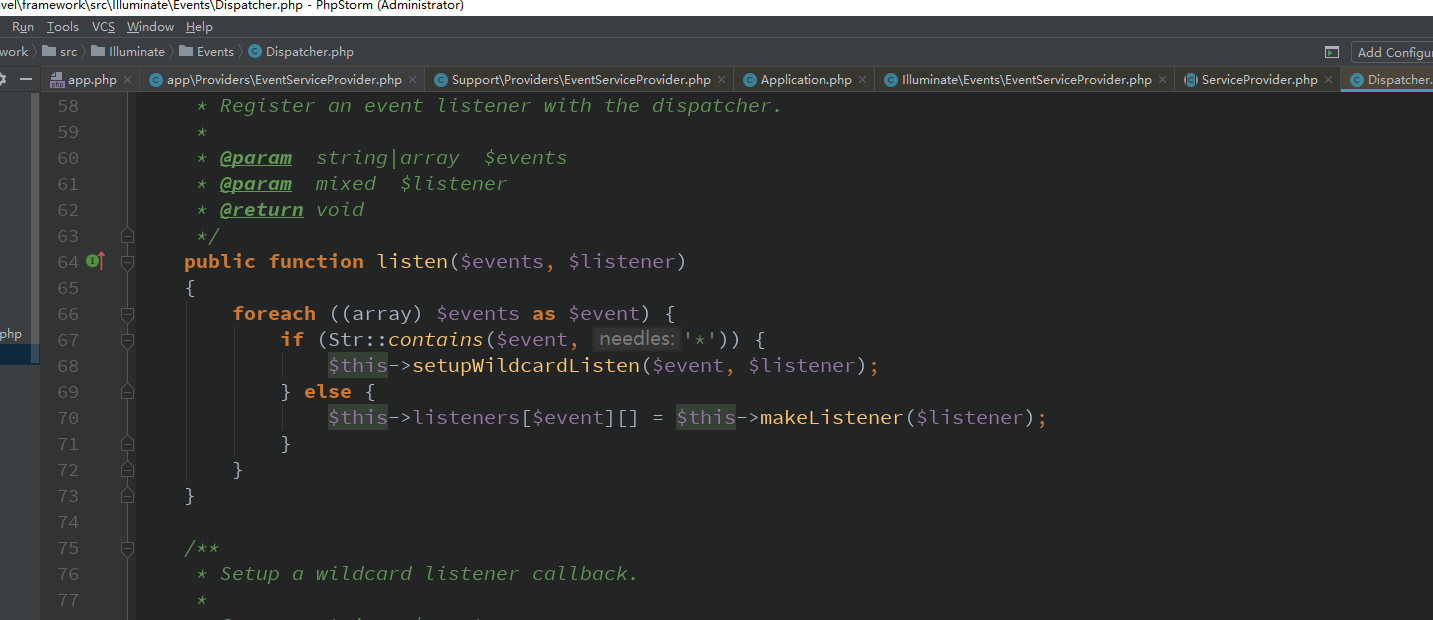 vel\framework\src\Illuminate\Events\Dispatcher.php - PhpStorm (Administrator)
Run Tools VCS Window Help
work src Illuminate Events Dispatcher.php Add Configu
app.php app\Providers\EventServiceProvider.php Support\Providers\EventServiceProvider.php Application.php Illuminate\Events\EventServiceProvider.php ServiceProvider.php Dispatcher.
58 * Register an event listener with the dispatcher.
59 *
60 * @param string|array $events
61 * @param mixed $listener
62 * @return void
63 */
64 public function listen($events, $listener)
65 {
66 foreach ((array) $events as $event) {
67 if (Str::contains($event, needles: '*')) {
php
68 $this->setupWildcardListen($event, $listener);
69 } else {
70 $this->listeners[$event][] = $this->makeListener($listener);
71 }
72 }
73 }
74
75 /**
76 * Setup a wildcard listener callback.
77 *